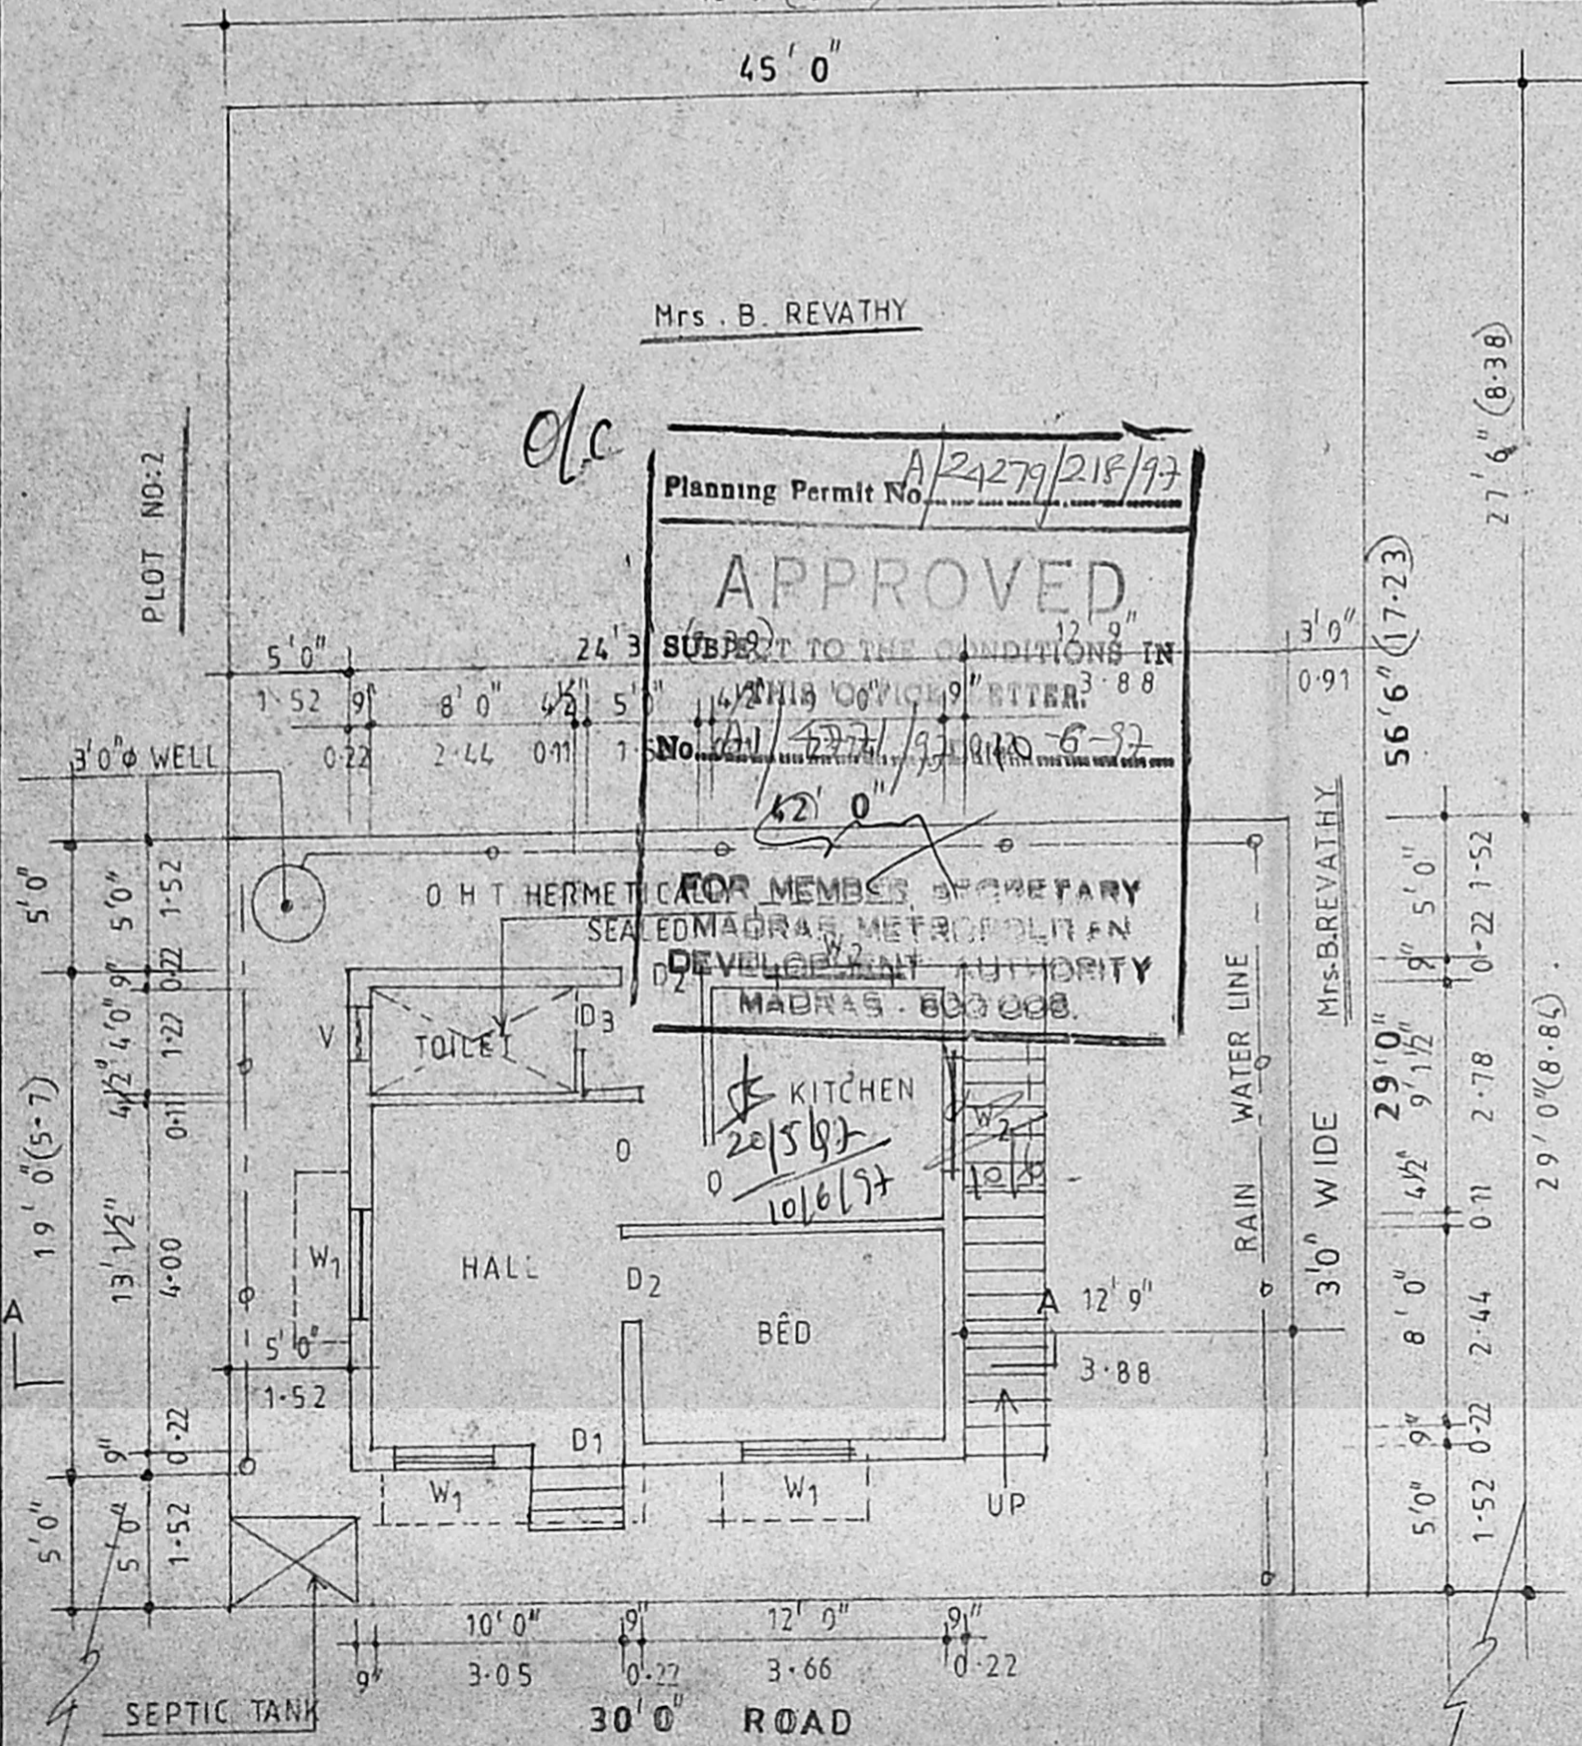 45' 0"
Mrs. B. REVATHY
O/C
PLOT NO:2
27' 6" (8·38)
Planning Permit No. A/24279/218/97
APPROVED
SUBJECT TO THE CONDITIONS IN
THIS OFFICE LETTER.
No.
6-97
56'6" (17·23)
5'0"
24' 3
12' 9"
3'0"
1·52
9"
8' 0"
4½"
5' 0"
4½"
9' 0"
9"
3·88
0.91
0·22
2·44
0·11
3'0"ø WELL
42' 0"
O H T HERMETICALLY
SEALED
FOR MEMBER SECRETARY
MADRAS METROPOLITAN
DEVELOPMENT AUTHORITY
MADRAS - 600 008.
5'0"
5'0"
1·52
9"
0·22
4'0"
1·22
4½"
0·11
19' 0"(5-7)
13' 1½"
4·00
9"
0·22
5'0"
5'0"
1·52
V
TOILET
D3
D2
W2
KITCHEN
20/5/97
10/6/97
W2
O
O
HALL
W1
D2
BED
D1
W1
W1
UP
A
A
5'0"
1·52
12' 9"
3·88
RAIN WATER LINE
Mrs.B.REVATHY
3'0" WIDE
29'0"
5'0"
1·52
9"
0·22
9'1½"
2·78
4½"
0·11
8' 0"
2·44
9"
0·22
5'0"
1·52
29' 0"(8·84)
10' 0"
9"
12' 0"
9"
9"
3·05
0·22
3·66
0·22
SEPTIC TANK
30'0" ROAD